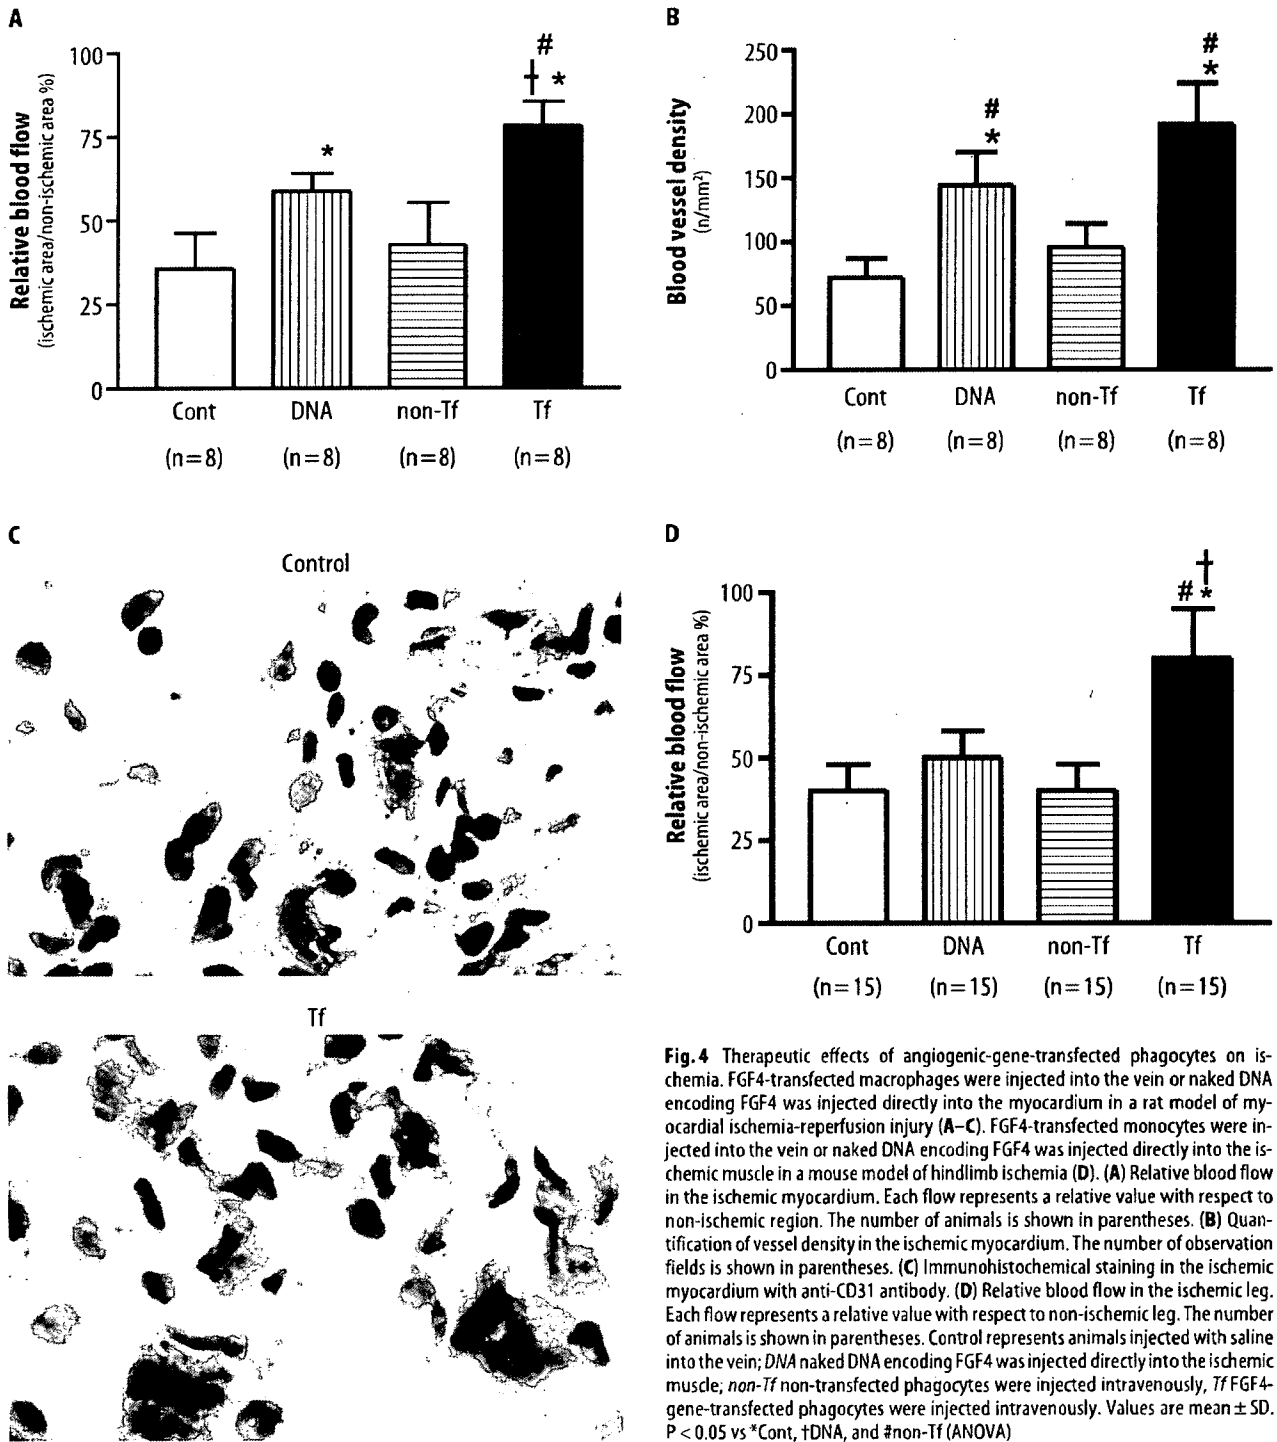 A
Relative blood flow
(ischemic area/non-ischemic area %)
100
75
50
25
0
*
#
† *
Cont
DNA
non-Tf
Tf
(n=8)
(n=8)
(n=8)
(n=8)
B
Blood vessel density
(n/mm²)
250
200
150
100
50
0
#
*
#
*
Cont
DNA
non-Tf
Tf
(n=8)
(n=8)
(n=8)
(n=8)
C
Control
Tf
D
Relative blood flow
(ischemic area/non-ischemic area %)
100
75
50
25
0
†
# *
Cont
DNA
non-Tf
Tf
(n=15)
(n=15)
(n=15)
(n=15)
Fig. 4 Therapeutic effects of angiogenic-gene-transfected phagocytes on is-
chemia. FGF4-transfected macrophages were injected into the vein or naked DNA
encoding FGF4 was injected directly into the myocardium in a rat model of my-
ocardial ischemia-reperfusion injury (A–C). FGF4-transfected monocytes were in-
jected into the vein or naked DNA encoding FGF4 was injected directly into the is-
chemic muscle in a mouse model of hindlimb ischemia (D). (A) Relative blood flow
in the ischemic myocardium. Each flow represents a relative value with respect to
non-ischemic region. The number of animals is shown in parentheses. (B) Quan-
tification of vessel density in the ischemic myocardium. The number of observation
fields is shown in parentheses. (C) Immunohistochemical staining in the ischemic
myocardium with anti-CD31 antibody. (D) Relative blood flow in the ischemic leg.
Each flow represents a relative value with respect to non-ischemic leg. The number
of animals is shown in parentheses. Control represents animals injected with saline
into the vein; DNA naked DNA encoding FGF4 was injected directly into the ischemic
muscle; non-Tf non-transfected phagocytes were injected intravenously, Tf FGF4-
gene-transfected phagocytes were injected intravenously. Values are mean ± SD.
P < 0.05 vs *Cont, †DNA, and #non-Tf (ANOVA)